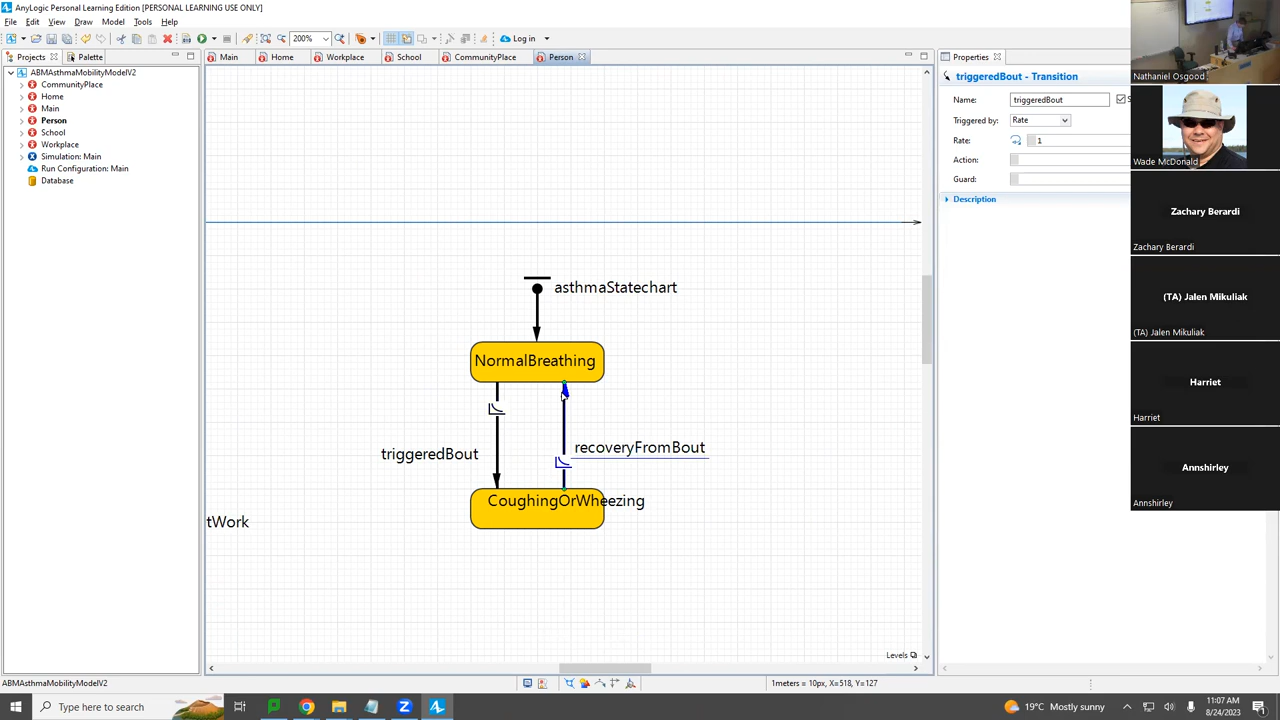 AnyLogic Personal Learning Edition [PERSONAL LEARNING USE ONLY]
File Edit View Draw Model Tools Help
200% Log in
Projects Palette
Main Home Workplace School CommunityPlace Person
Properties
ABMAsthmaMobilityModelV2
CommunityPlace
Home
Main
Person
School
Workplace
Simulation: Main
Run Configuration: Main
Database
asthmaStatechart
NormalBreathing
triggeredBout
recoveryFromBout
CoughingOrWheezing
tWork
Levels
triggeredBout - Transition
Name: triggeredBout
Triggered by: Rate
Rate: 1
Action:
Guard:
Description
Nathaniel Osgood
Wade McDonald
Zachary Berardi
Zachary Berardi
(TA) Jalen Mikuliak
(TA) Jalen Mikuliak
Harriet
Harriet
Annshirley
Annshirley
ABMAsthmaMobilityModelV2
1meters = 10px, X=518, Y=127
Type here to search
19°C Mostly sunny
11:07 AM
8/24/2023
1